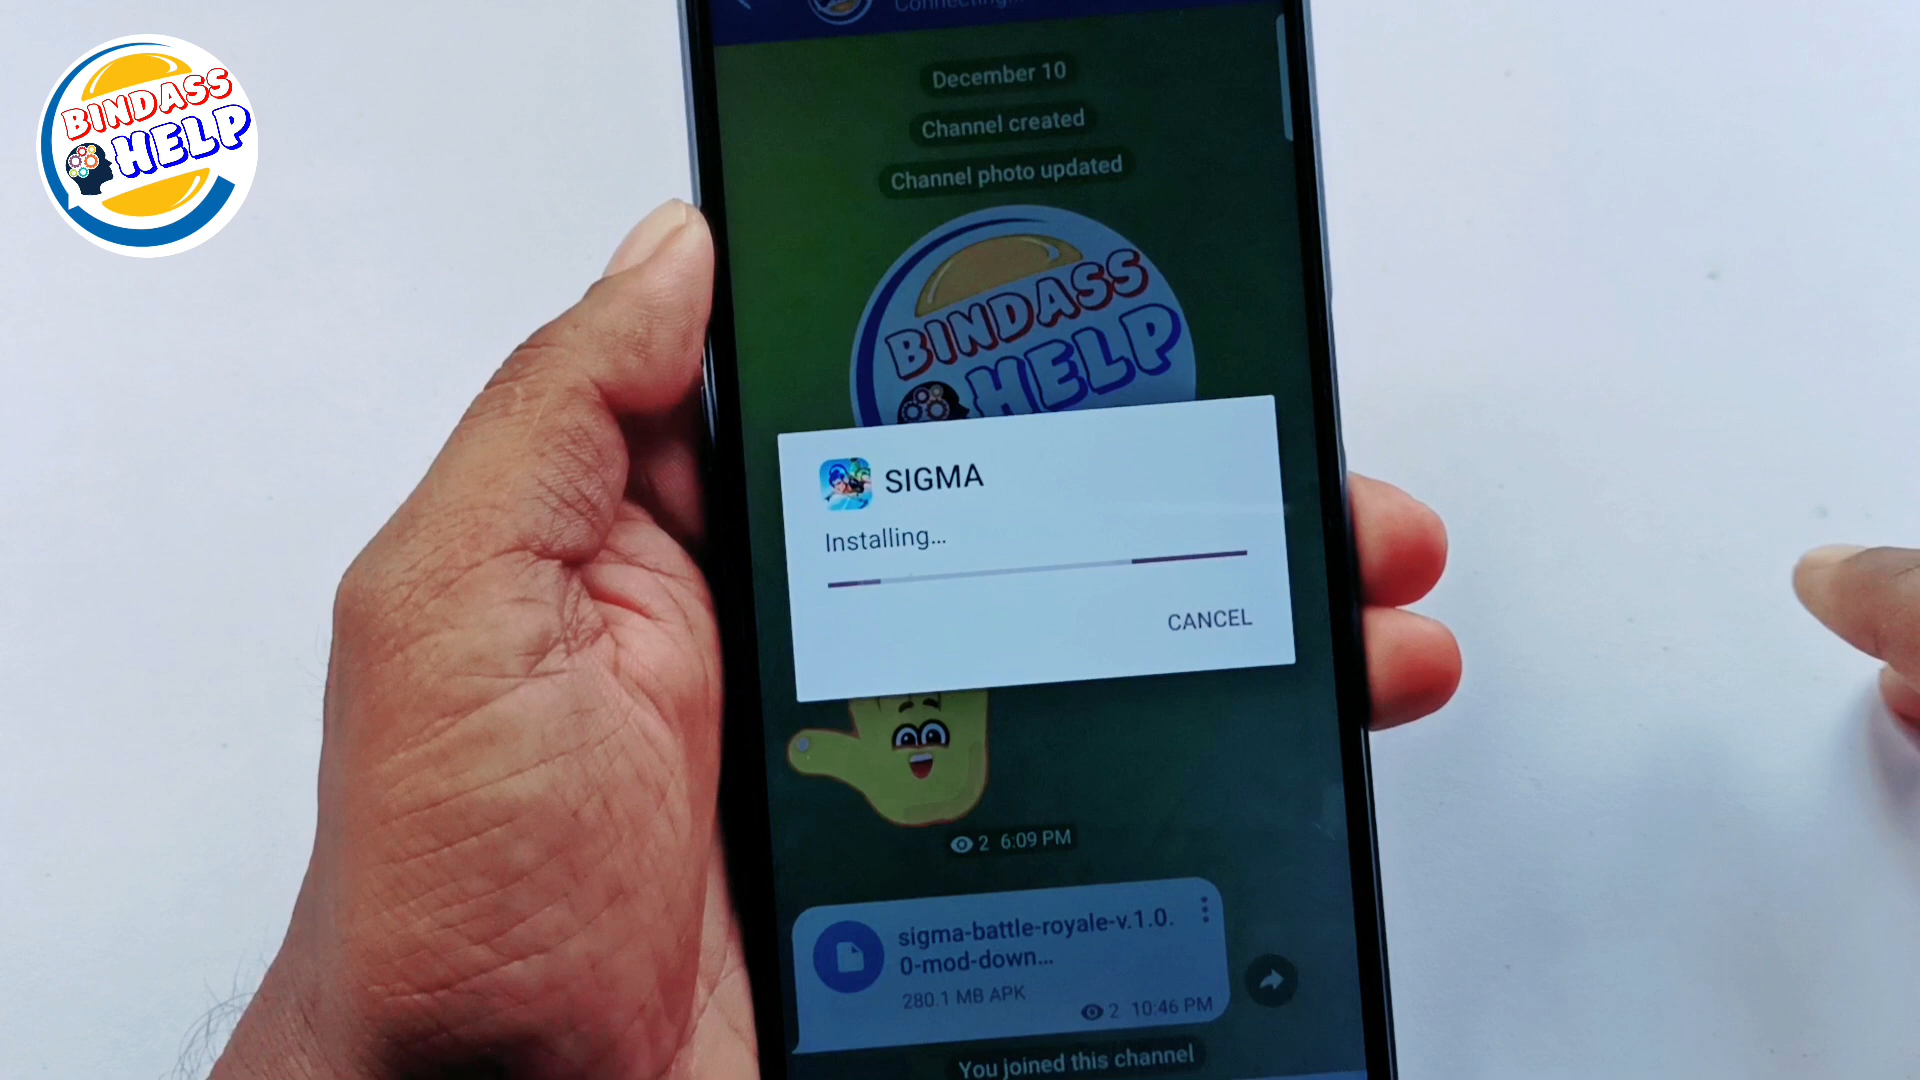 BINDASS
HELP
Connecting...
December 10
Channel created
Channel photo updated
BINDASS
HELP
SIGMA
Installing...
CANCEL
2 6:09 PM
sigma-battle-royale-v.1.0.
0-mod-down...
280.1 MB APK
2 10:46 PM
You joined this channel